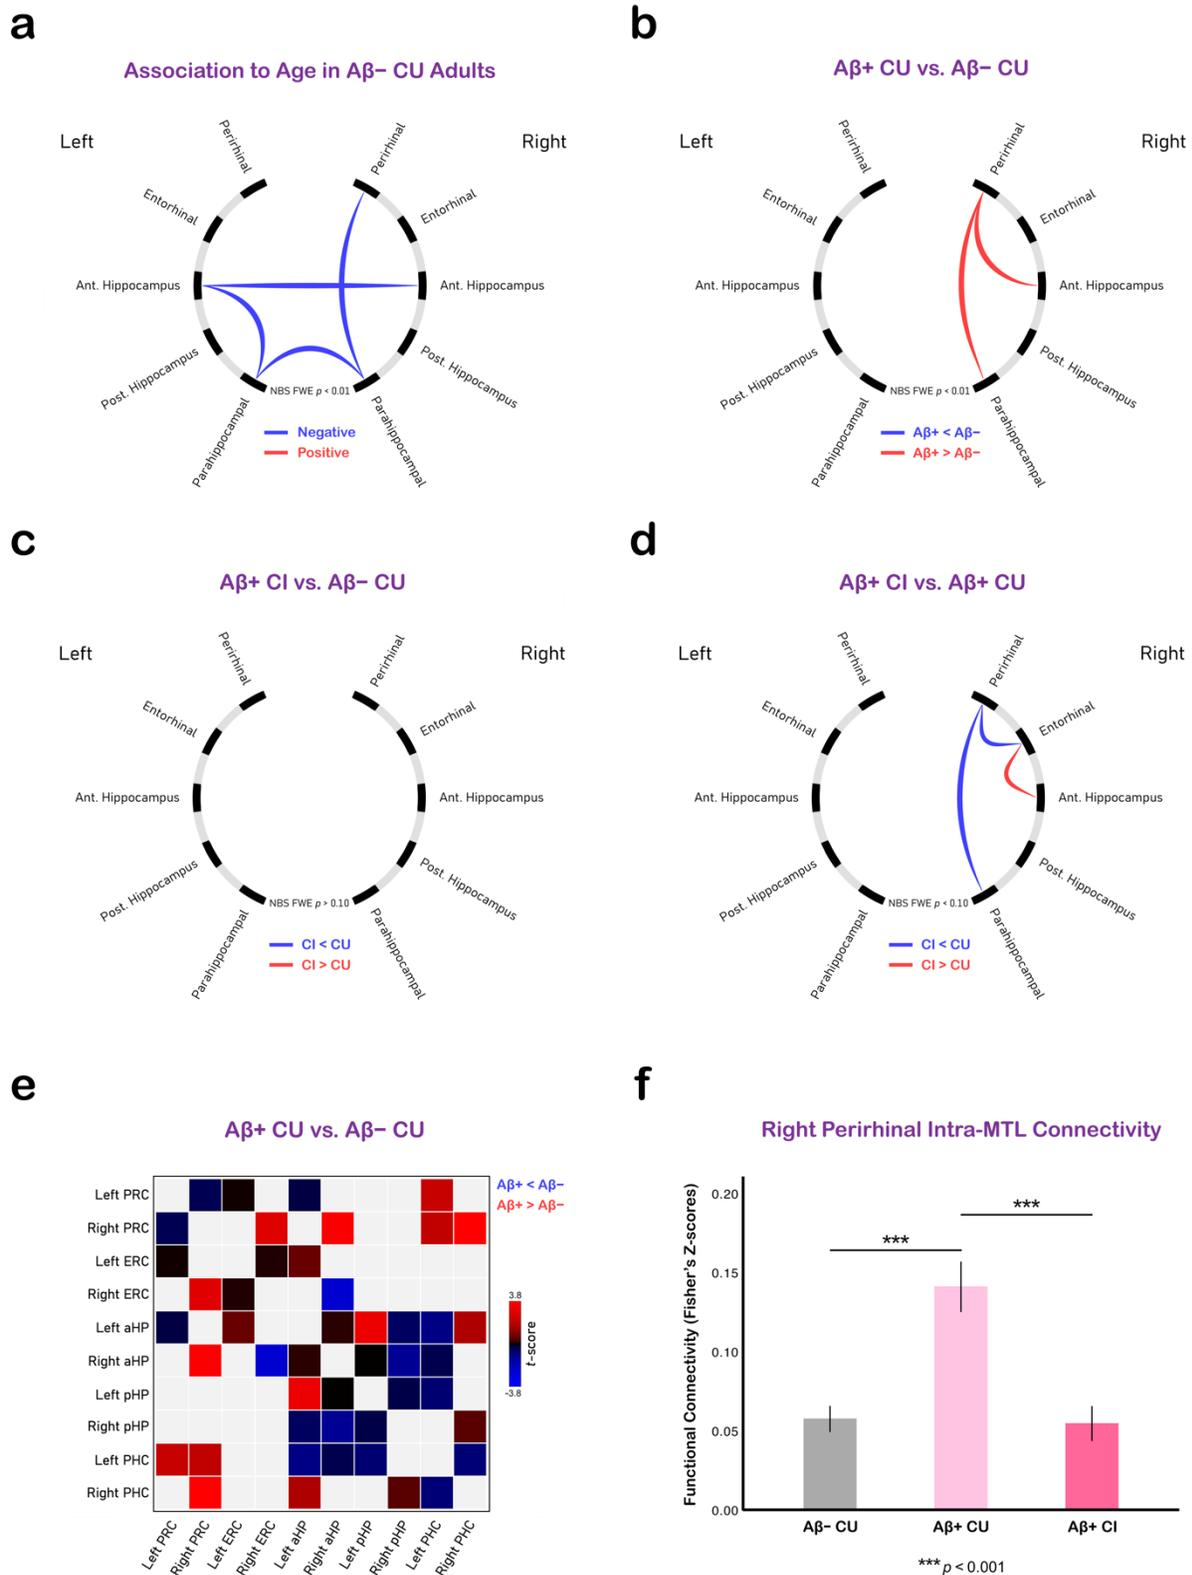 a
Association to Age in Aβ− CU Adults
Left
Right
Perirhinal
Perirhinal
Entorhinal
Entorhinal
Ant. Hippocampus
Ant. Hippocampus
Post. Hippocampus
Post. Hippocampus
Parahippocampal
Parahippocampal
NBS FWE p < 0.01
Negative
Positive
b
Aβ+ CU vs. Aβ− CU
Left
Right
Perirhinal
Perirhinal
Entorhinal
Entorhinal
Ant. Hippocampus
Ant. Hippocampus
Post. Hippocampus
Post. Hippocampus
Parahippocampal
Parahippocampal
NBS FWE p < 0.01
Aβ+ < Aβ−
Aβ+ > Aβ−
c
Aβ+ CI vs. Aβ− CU
Left
Right
Perirhinal
Perirhinal
Entorhinal
Entorhinal
Ant. Hippocampus
Ant. Hippocampus
Post. Hippocampus
Post. Hippocampus
Parahippocampal
Parahippocampal
NBS FWE p > 0.10
CI < CU
CI > CU
d
Aβ+ CI vs. Aβ+ CU
Left
Right
Perirhinal
Perirhinal
Entorhinal
Entorhinal
Ant. Hippocampus
Ant. Hippocampus
Post. Hippocampus
Post. Hippocampus
Parahippocampal
Parahippocampal
NBS FWE p < 0.10
CI < CU
CI > CU
e
Aβ+ CU vs. Aβ− CU
Aβ+ < Aβ−
Aβ+ > Aβ−
Left PRC
Right PRC
Left ERC
Right ERC
Left aHP
Right aHP
Left pHP
Right pHP
Left PHC
Right PHC
3.8
t-score
-3.8
Left PRC
Right PRC
Left ERC
Right ERC
Left aHP
Right aHP
Left pHP
Right pHP
Left PHC
Right PHC
f
Right Perirhinal Intra-MTL Connectivity
Functional Connectivity (Fisher's Z-scores)
0.20
0.15
0.10
0.05
0.00
***
***
Aβ− CU
Aβ+ CU
Aβ+ CI
*** p < 0.001